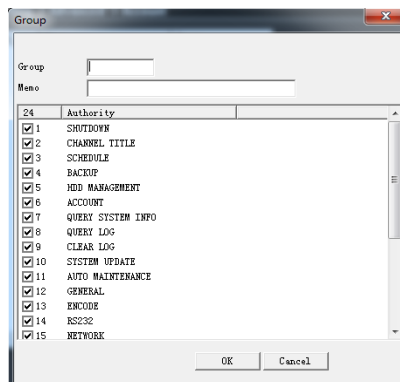 Group
Group
Memo
24 Authority
1 SHUTDOWN
2 CHANNEL TITLE
3 SCHEDULE
4 BACKUP
5 HDD MANAGEMENT
6 ACCOUNT
7 QUERY SYSTEM INFO
8 QUERY LOG
9 CLEAR LOG
10 SYSTEM UPDATE
11 AUTO MAINTENANCE
12 GENERAL
13 ENCODE
14 RS232
15 NETWORK
OK Cancel